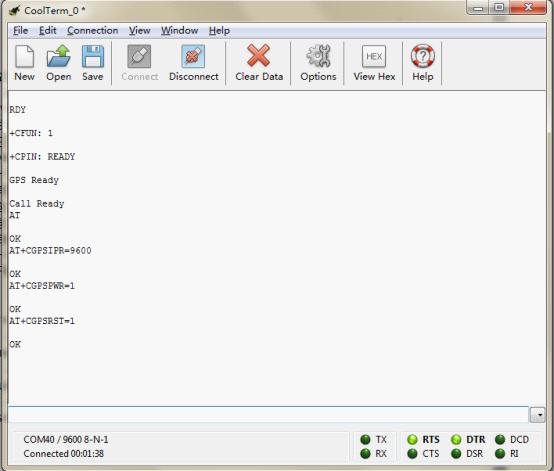 CoolTerm_0 *
File Edit Connection View Window Help
HEX
New Open Save Connect Disconnect Clear Data Options View Hex Help
RDY
+CFUN: 1
+CPIN: READY
GPS Ready
Call Ready
AT
OK
AT+CGPSIPR=9600
OK
AT+CGPSPWR=1
OK
AT+CGPSRST=1
OK
COM40 / 9600 8-N-1
Connected 00:01:38
TX RTS DTR DCD
RX CTS DSR RI